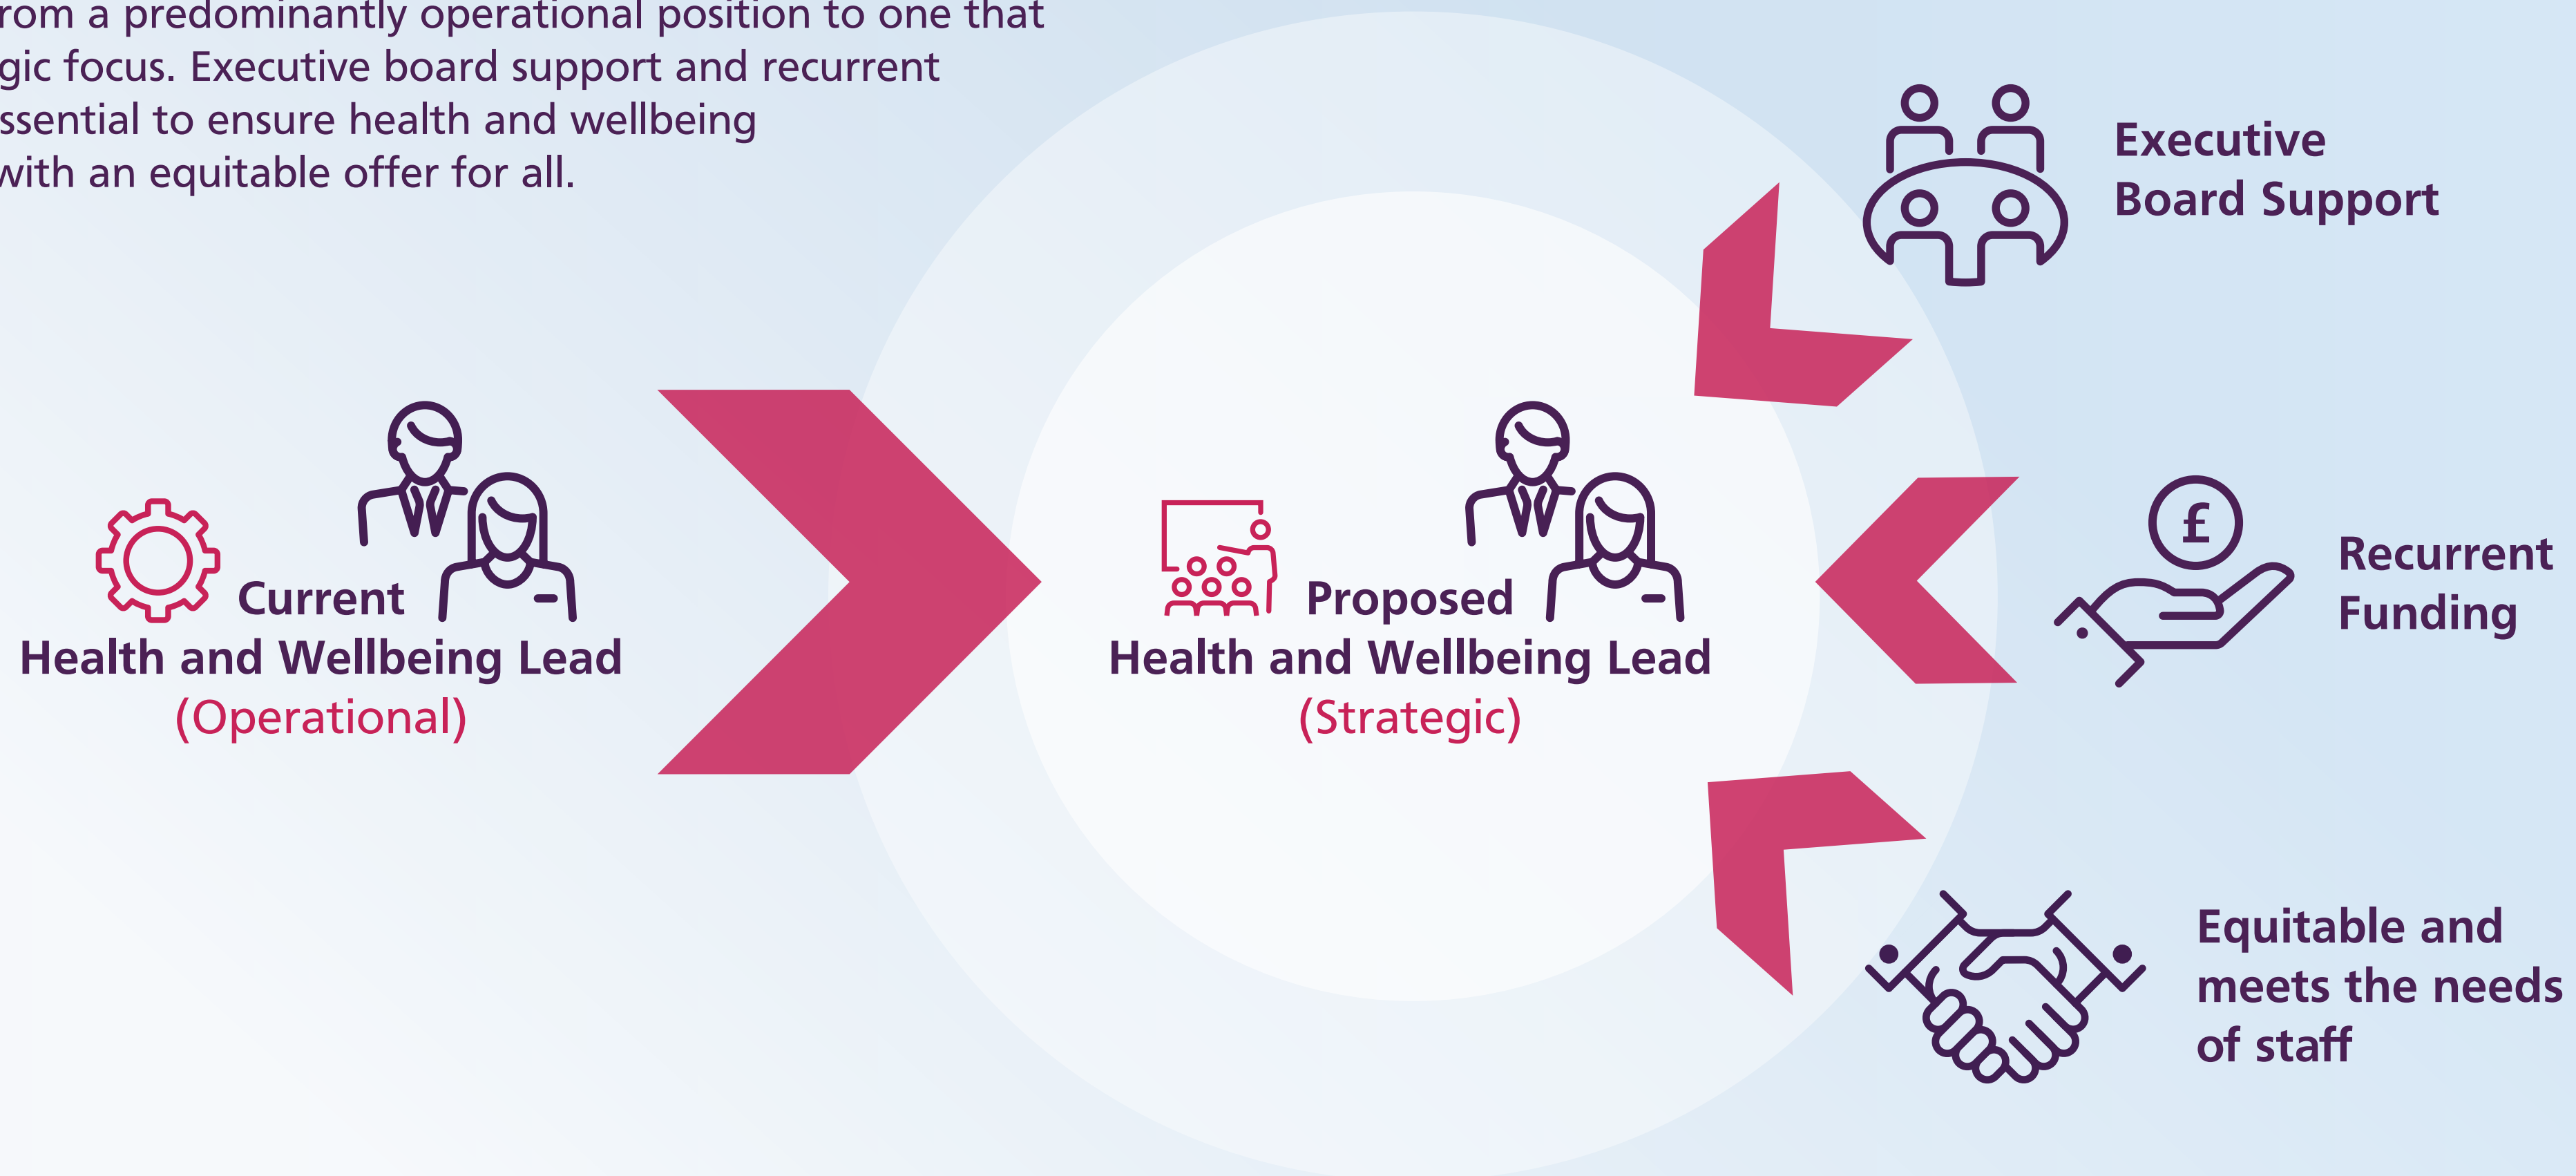 rom a predominantly operational position to one that
gic focus. Executive board support and recurrent
ssential to ensure health and wellbeing
with an equitable offer for all.
Executive
Board Support
Current
Health and Wellbeing Lead
(Operational)
Proposed
Health and Wellbeing Lead
(Strategic)
£
Recurrent
Funding
Equitable and
meets the needs
of staff